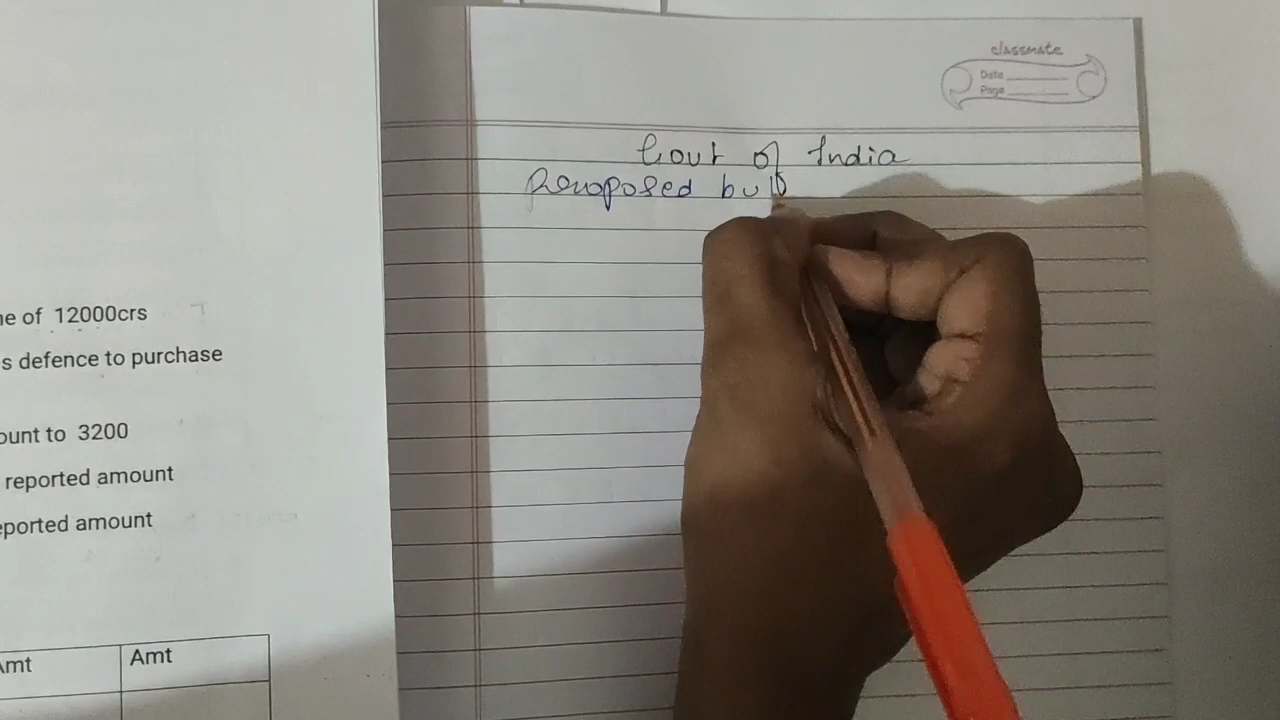 classmate
Date
Page
Govt of India
Proposed bu
ne of 12000crs
s defence to purchase
ount to 3200
reported amount
eported amount
Amt
Amt